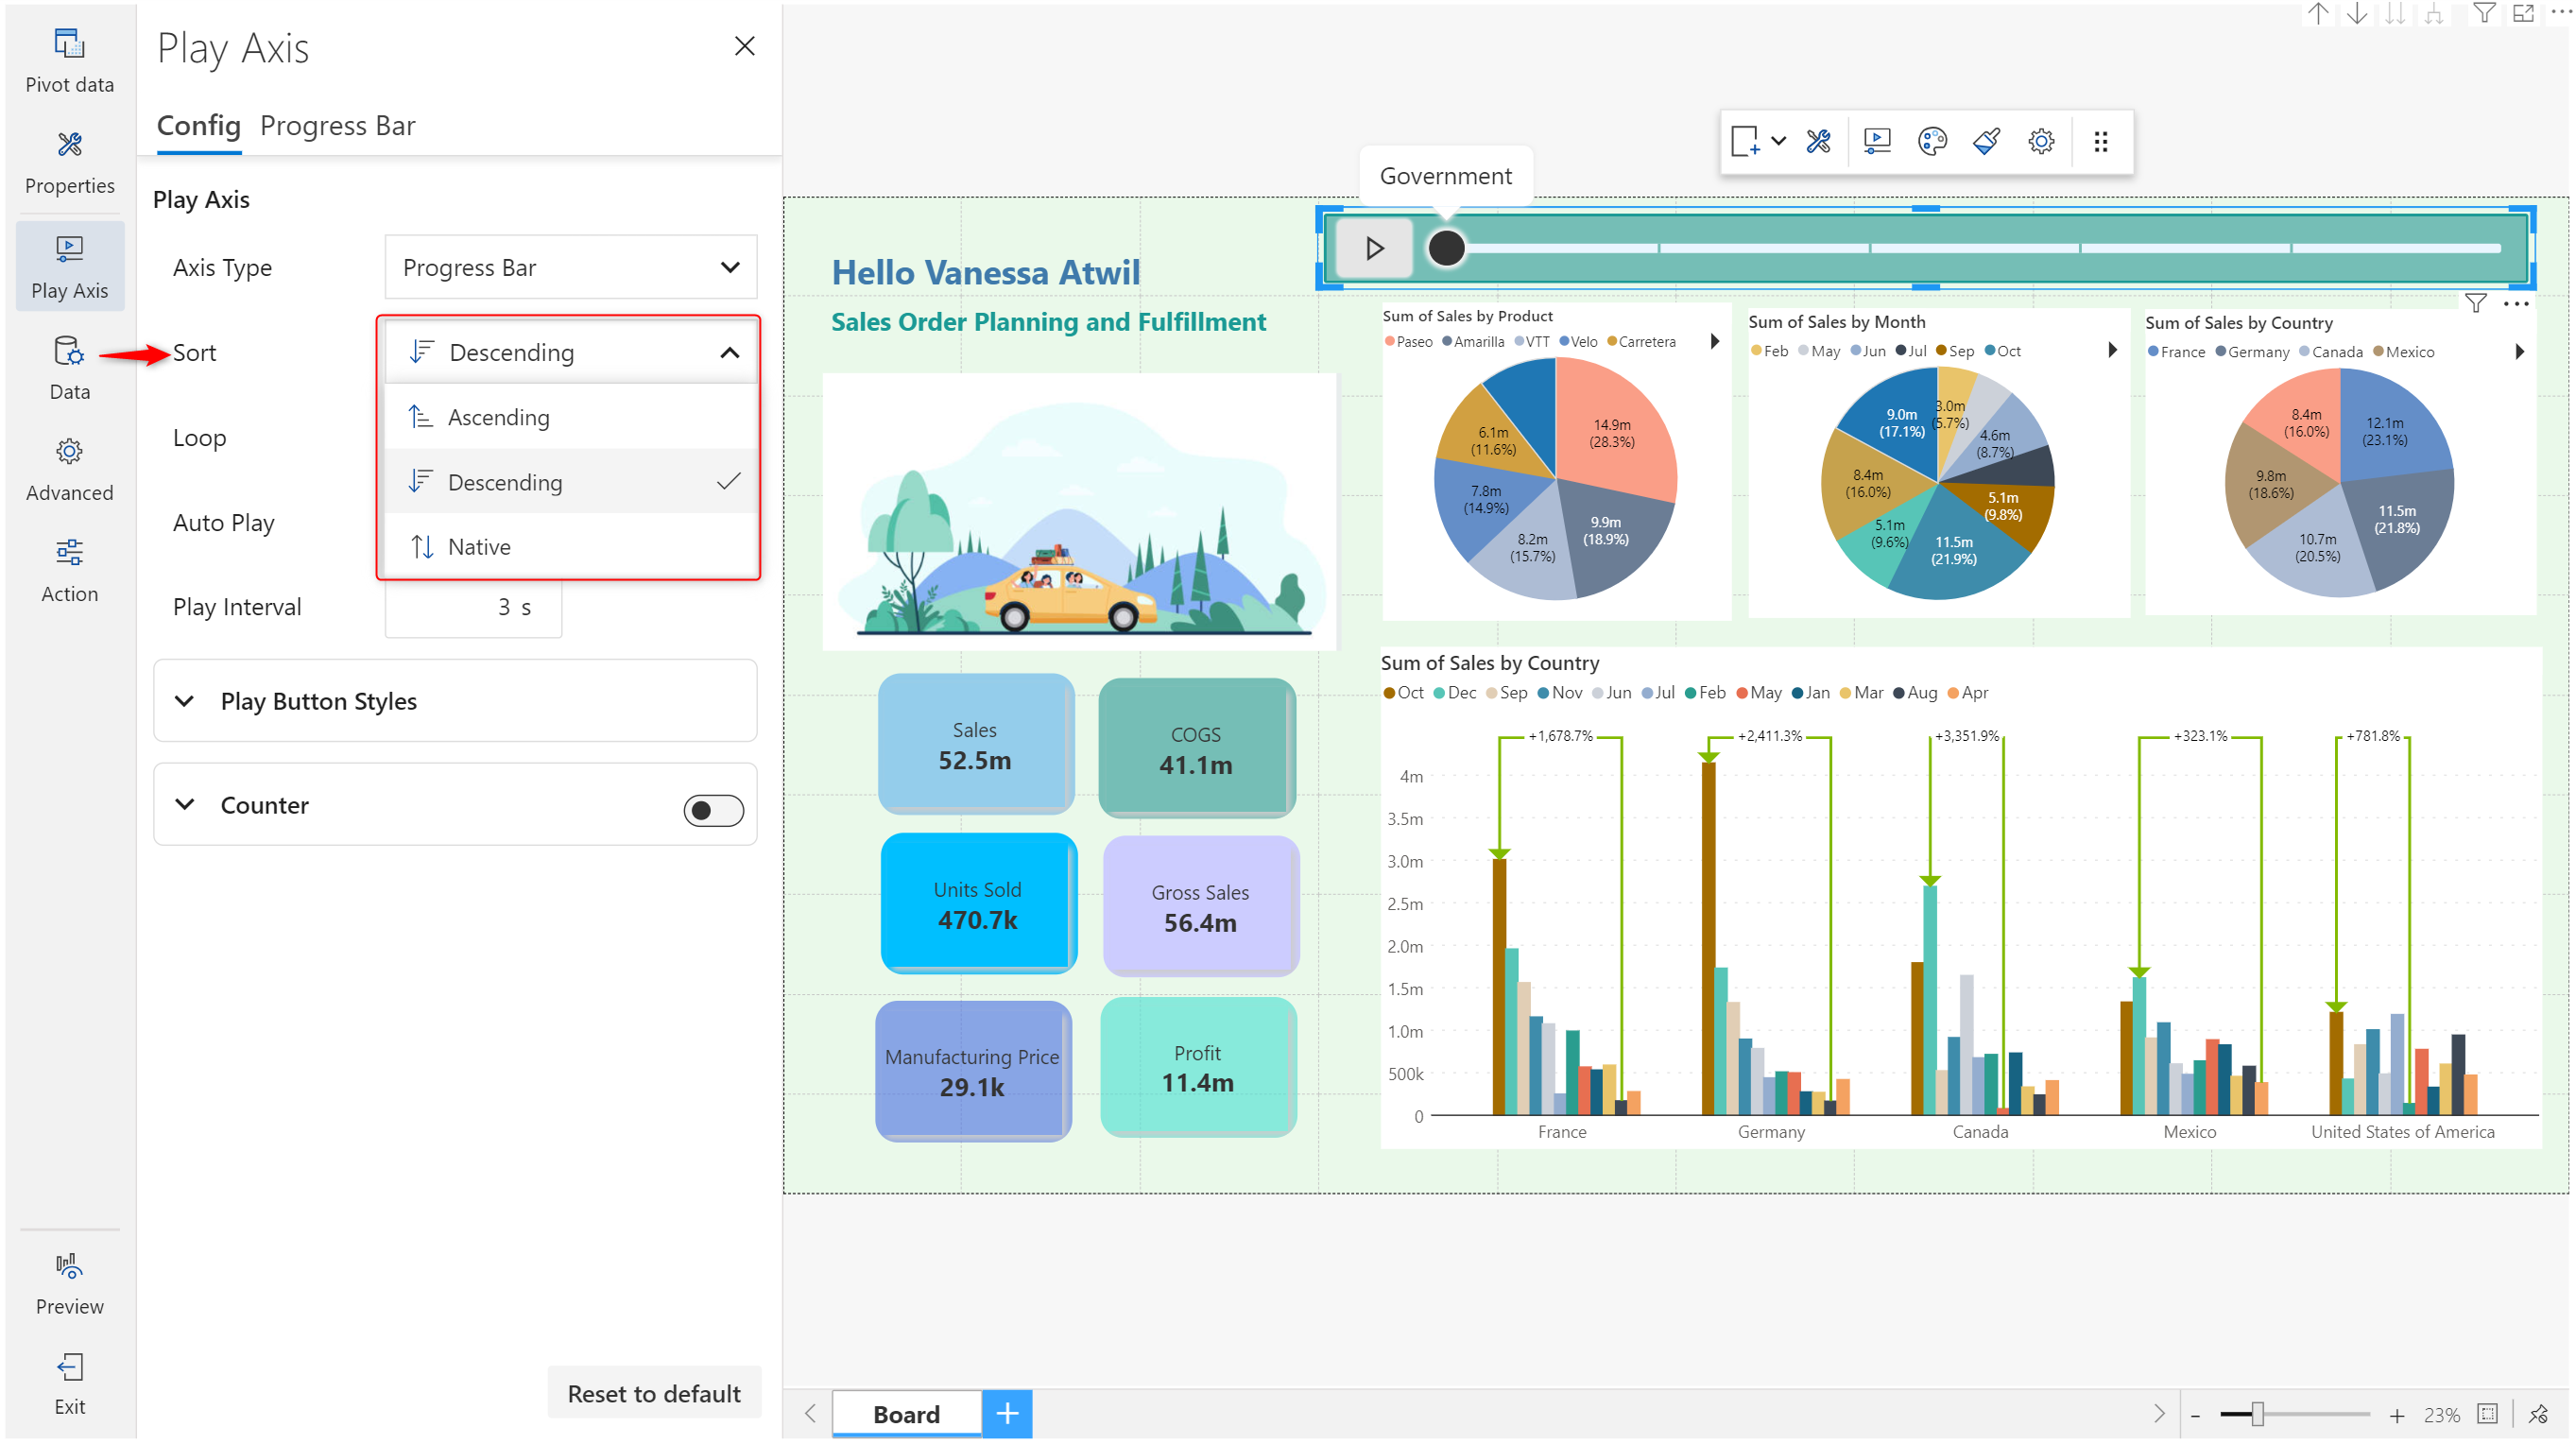 Pivot data
Properties
Play Axis
Data
Advanced
Action
Preview
Exit
Play Axis
Config Progress Bar
Play Axis
Axis Type Progress Bar
Sort Descending
Ascending
Descending
Native
Loop
Auto Play
Play Interval 3 s
Play Button Styles
Counter
Reset to default
Government
Hello Vanessa Atwil
Sales Order Planning and Fulfillment
Sum of Sales by Product
Paseo Amarilla VTT Velo Carretera
14.9m
(28.3%)
9.9m
(18.9%)
8.2m
(15.7%)
7.8m
(14.9%)
6.1m
(11.6%)
Sum of Sales by Month
Feb May Jun Jul Sep Oct
3.0m
(5.7%)
4.6m
(8.7%)
5.1m
(9.8%)
11.5m
(21.9%)
5.1m
(9.6%)
8.4m
(16.0%)
9.0m
(17.1%)
Sum of Sales by Country
France Germany Canada Mexico
12.1m
(23.1%)
11.5m
(21.8%)
10.7m
(20.5%)
9.8m
(18.6%)
8.4m
(16.0%)
Sales
52.5m
COGS
41.1m
Units Sold
470.7k
Gross Sales
56.4m
Manufacturing Price
29.1k
Profit
11.4m
Sum of Sales by Country
Oct Dec Sep Nov Jun Jul Feb May Jan Mar Aug Apr
+1,678.7% +2,411.3% +3,351.9% +323.1% +781.8%
4m
3.5m
3.0m
2.5m
2.0m
1.5m
1.0m
500k
0
France Germany Canada Mexico United States of America
Board +
- + 23%